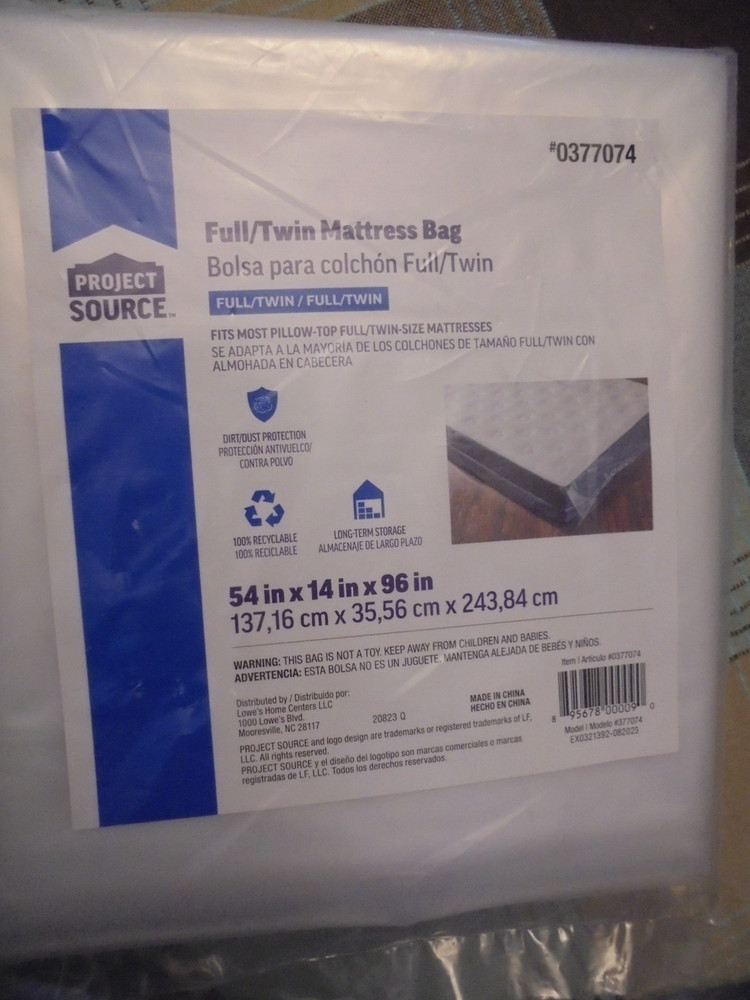 #0377074
PROJECT
SOURCE™
Full/Twin Mattress Bag
Bolsa para colchón Full/Twin
FULL/TWIN / FULL/TWIN
FITS MOST PILLOW-TOP FULL/TWIN-SIZE MATTRESSES
SE ADAPTA A LA MAYORÍA DE LOS COLCHONES DE TAMAÑO FULL/TWIN CON
ALMOHADA EN CABECERA
DIRT/DUST PROTECTION
PROTECCIÓN ANTIVUELCO/
CONTRA POLVO
100% RECYCLABLE
100% RECICLABLE
LONG-TERM STORAGE
ALMACENAJE DE LARGO PLAZO
54 in x 14 in x 96 in
137,16 cm x 35,56 cm x 243,84 cm
WARNING: THIS BAG IS NOT A TOY. KEEP AWAY FROM CHILDREN AND BABIES.
ADVERTENCIA: ESTA BOLSA NO ES UN JUGUETE. MANTENGA ALEJADA DE BEBÉS Y NIÑOS.
Distributed by / Distribuido por:
Lowe's Home Centers LLC
1000 Lowe's Blvd.
Mooresville, NC 28117
20823 Q
MADE IN CHINA
HECHO EN CHINA
Item / Artículo #0377074
8 95678 00009 0
Model / Modelo #377074
EX0321392-082023
PROJECT SOURCE and logo design are trademarks or registered trademarks of LF,
LLC. All rights reserved.
PROJECT SOURCE y el diseño del logotipo son marcas comerciales o marcas
registradas de LF, LLC. Todos los derechos reservados.